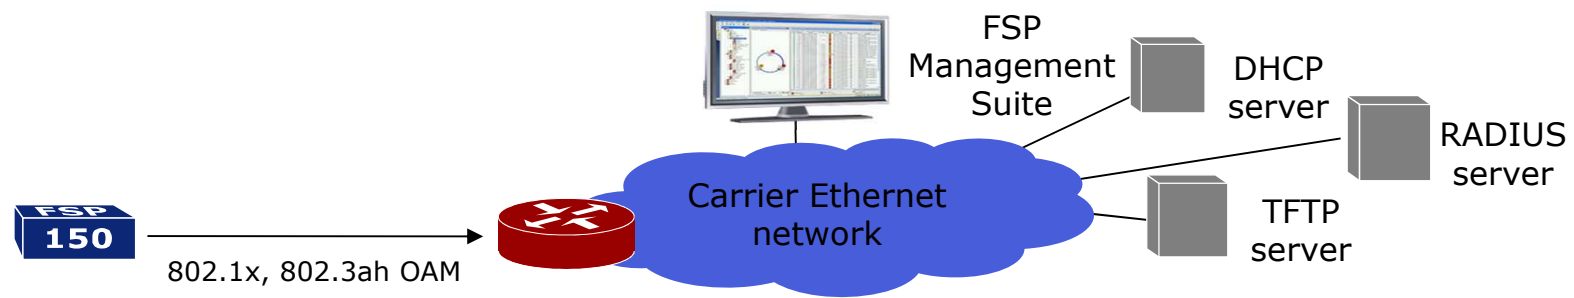 FSP
Management
Suite
DHCP
server
RADIUS
server
Carrier Ethernet
network
TFTP
server
FSP
150
802.1x, 802.3ah OAM